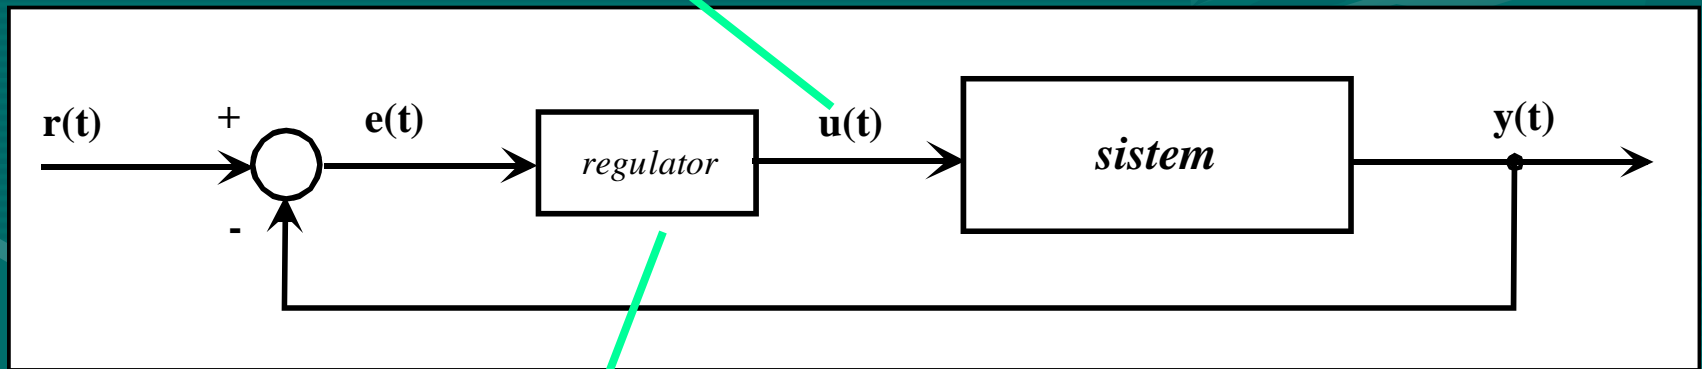 r(t)
+
e(t)
regulator
u(t)
sistem
y(t)
-